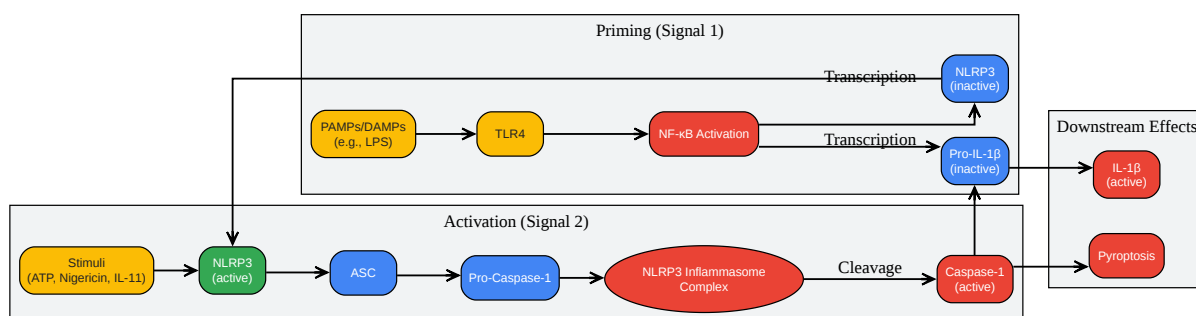 Priming (Signal 1)
Transcription
NLRP3
(inactive)
PAMPs/DAMPs
(e.g., LPS)
TLR4
NF-κB Activation
Transcription
Pro-IL-1β
(inactive)
Downstream Effects
IL-1β
(active)
Pyroptosis
Activation (Signal 2)
Stimuli
(ATP, Nigericin, IL-11)
NLRP3
(active)
ASC
Pro-Caspase-1
NLRP3 Inflammasome
Complex
Cleavage
Caspase-1
(active)